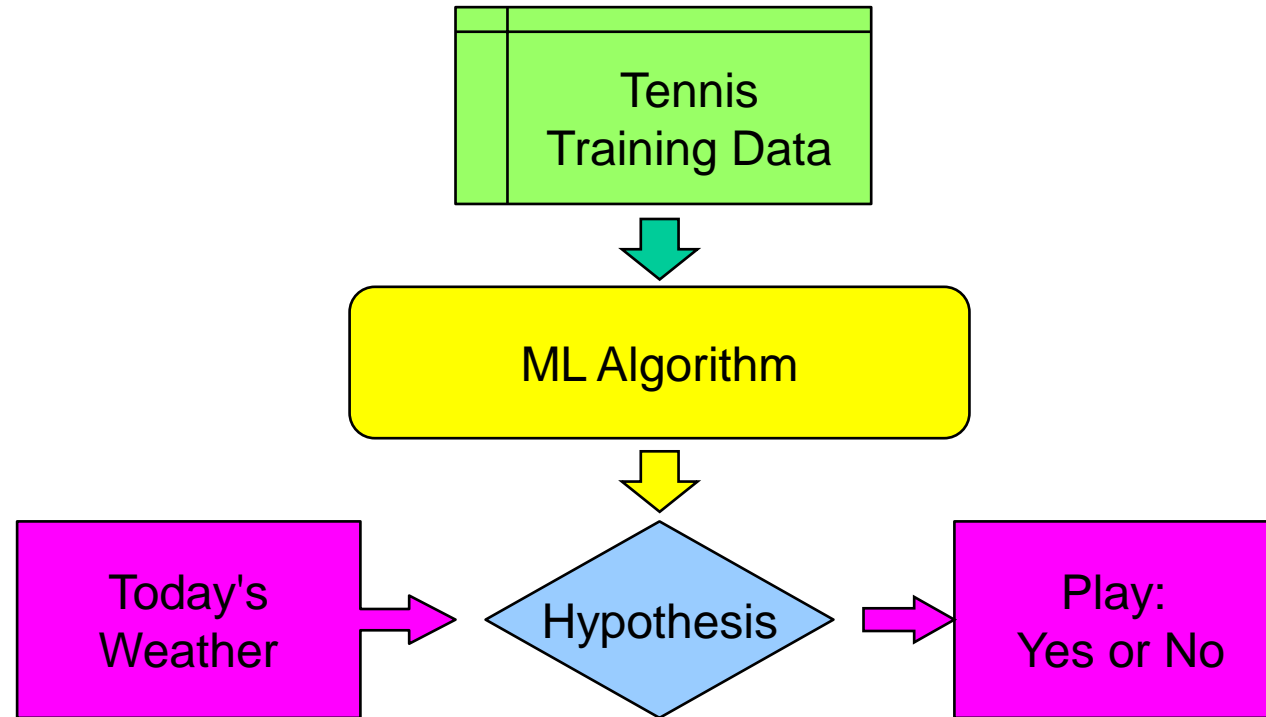 Tennis
Training Data
ML Algorithm
Today's
Weather
Hypothesis
Play:
Yes or No